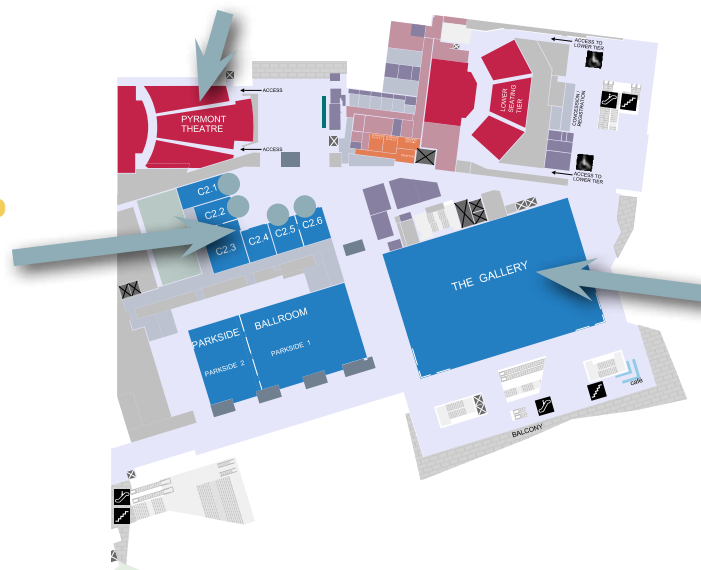 ACCESS TO
LOWER TIER
ACCESS
PYRMONT
THEATRE
LOWER
SEATING
TIER
CONCESSION /
REGISTRATION
ACCESS
ACCESS TO
LOWER TIER
C2.1
C2.2
C2.3
C2.4
C2.5
C2.6
THE GALLERY
PARKSIDE
BALLROOM
PARKSIDE 2
PARKSIDE 1
cafe
BALCONY